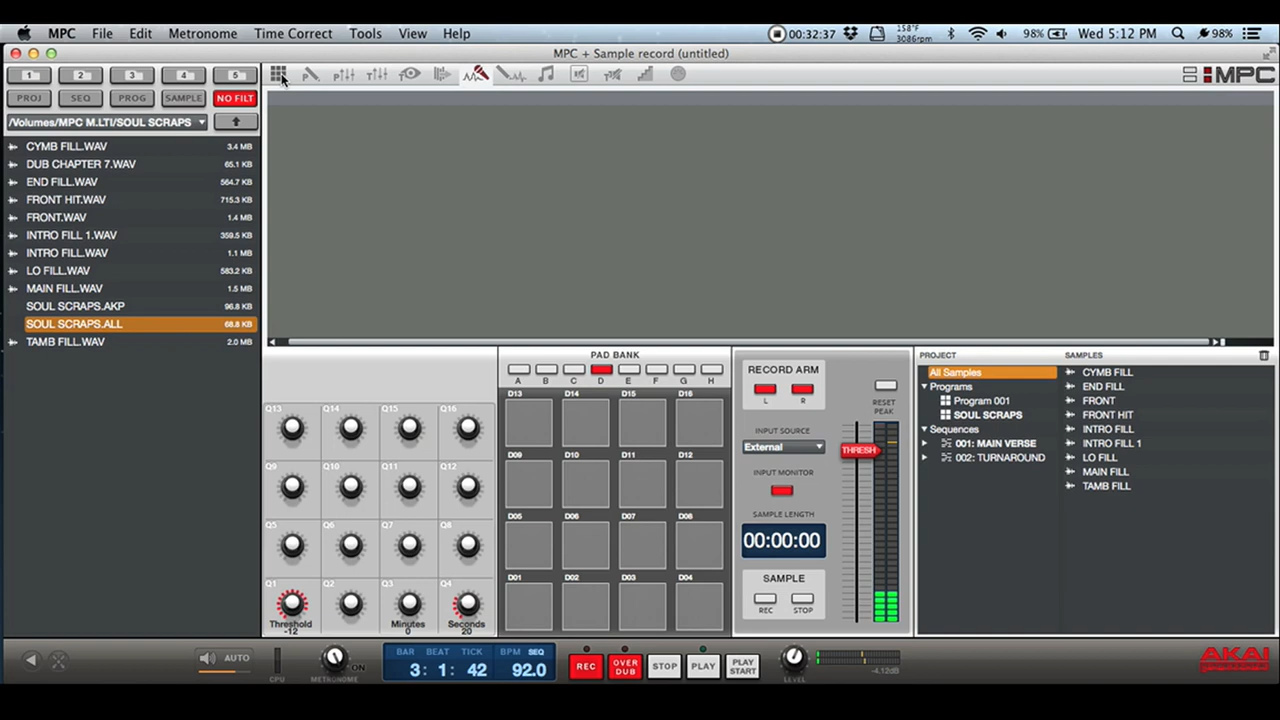 MPC File Edit Metronome Time Correct Tools View Help 00:32:37 158°F 3086rpm 98% Wed 5:12 PM 98%
MPC + Sample record (untitled)
1 2 3 4 5
MPC
PROJ SEQ PROG SAMPLE NO FILT
/Volumes/MPC M.LTI/SOUL SCRAPS
CYMB FILL.WAV 3.4 MB
DUB CHAPTER 7.WAV 65.1 KB
END FILL.WAV 564.7 KB
FRONT HIT.WAV 715.3 KB
FRONT.WAV 1.4 MB
INTRO FILL 1.WAV 359.5 KB
INTRO FILL.WAV 1.1 MB
LO FILL.WAV 583.2 KB
MAIN FILL.WAV 1.5 MB
SOUL SCRAPS.AKP 96.8 KB
SOUL SCRAPS.ALL 68.8 KB
TAMB FILL.WAV 2.0 MB
Q13 Q14 Q15 Q16
Q9 Q10 Q11 Q12
Q5 Q6 Q7 Q8
Q1 Q2 Q3 Q4
Threshold Minutes Seconds
-12 0 20
PAD BANK
A B C D E F G H
D13 D14 D15 D16
D09 D10 D11 D12
D05 D06 D07 D08
D01 D02 D03 D04
RECORD ARM
L R
RESET
PEAK
INPUT SOURCE
External
THRESH
INPUT MONITOR
SAMPLE LENGTH
00:00:00
SAMPLE
REC STOP
PROJECT
All Samples
Programs
Program 001
SOUL SCRAPS
Sequences
001: MAIN VERSE
002: TURNAROUND
SAMPLES
CYMB FILL
END FILL
FRONT
FRONT HIT
INTRO FILL
INTRO FILL 1
LO FILL
MAIN FILL
TAMB FILL
AUTO
CPU
METRONOME
ON
BAR BEAT TICK BPM SEQ
3: 1: 42 92.0
REC
OVER
DUB
STOP
PLAY
PLAY
START
LEVEL
-4.12dB
AKAI